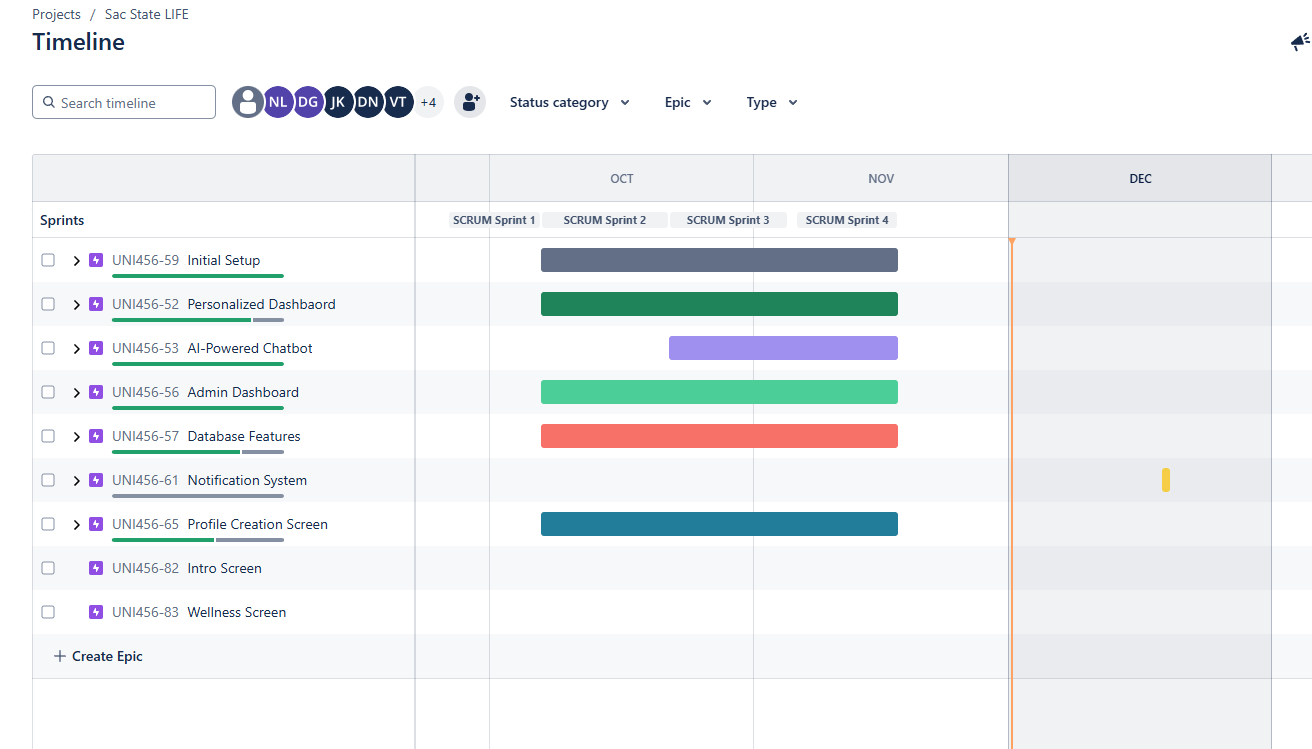 Projects / Sac State LIFE
Timeline
Search timeline NL DG JK DN VT +4 Status category Epic Type
OCT NOV DEC
Sprints SCRUM Sprint 1 SCRUM Sprint 2 SCRUM Sprint 3 SCRUM Sprint 4
UNI456-59 Initial Setup
UNI456-52 Personalized Dashbaord
UNI456-53 AI-Powered Chatbot
UNI456-56 Admin Dashboard
UNI456-57 Database Features
UNI456-61 Notification System
UNI456-65 Profile Creation Screen
UNI456-82 Intro Screen
UNI456-83 Wellness Screen
+ Create Epic